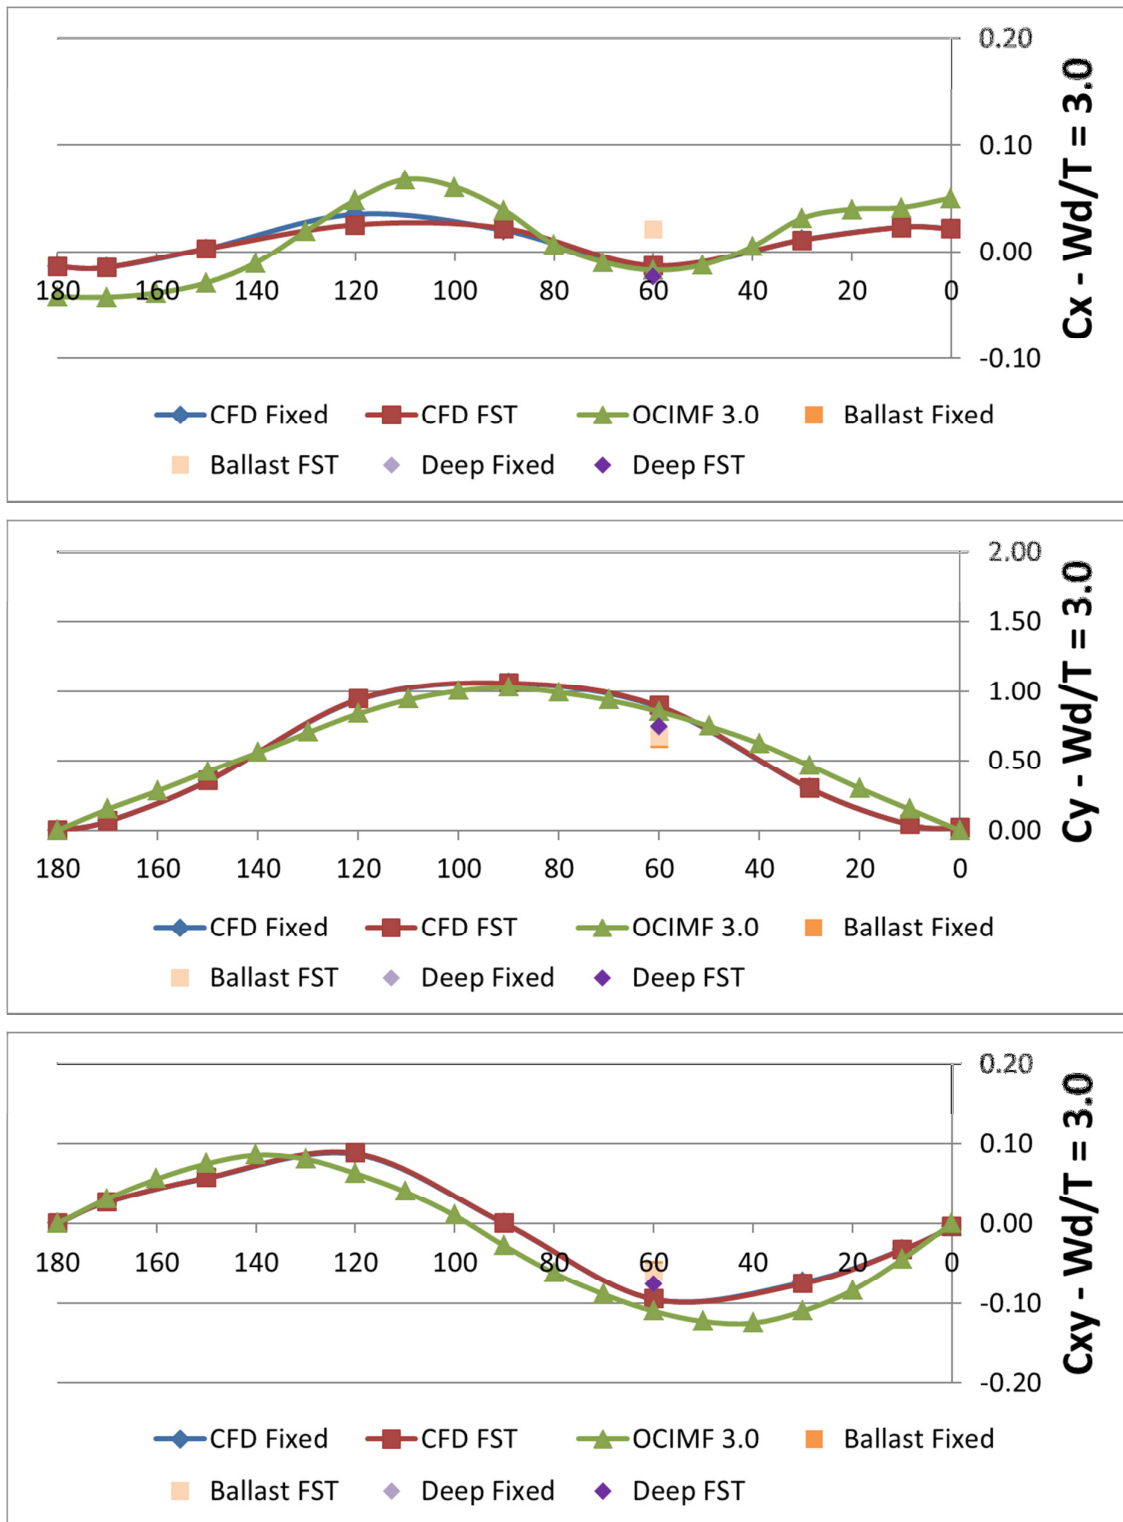 0.20
0.10
0.00
180 160 140 120 100 80 60 40 20 0
-0.10
Cx - Wd/T = 3.0
CFD Fixed CFD FST OCIMF 3.0 Ballast Fixed
Ballast FST Deep Fixed Deep FST
2.00
1.50
1.00
0.50
0.00
180 160 140 120 100 80 60 40 20 0
Cy - Wd/T = 3.0
CFD Fixed CFD FST OCIMF 3.0 Ballast Fixed
Ballast FST Deep Fixed Deep FST
0.20
0.10
0.00
180 160 140 120 100 80 60 40 20 0
-0.10
-0.20
Cxy - Wd/T = 3.0
CFD Fixed CFD FST OCIMF 3.0 Ballast Fixed
Ballast FST Deep Fixed Deep FST